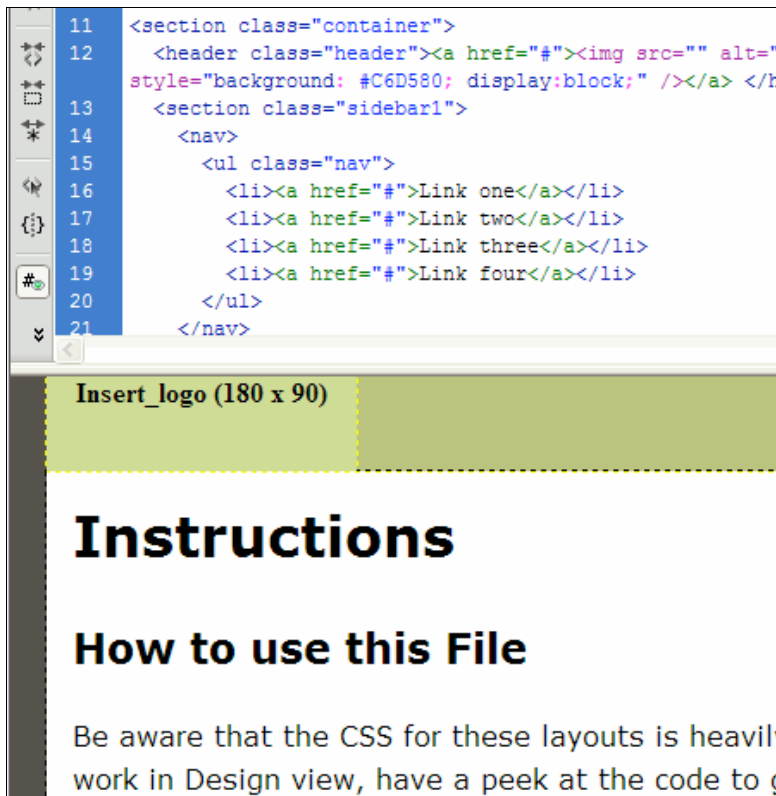 11 <section class="container">
12 <header class="header"><a href="#"><img src="" alt="
style="background: #C6D580; display:block;" /></a> </h
13 <section class="sidebar1">
14 <nav>
15 <ul class="nav">
16 <li><a href="#">Link one</a></li>
17 <li><a href="#">Link two</a></li>
18 <li><a href="#">Link three</a></li>
19 <li><a href="#">Link four</a></li>
20 </ul>
21 </nav>
Insert_logo (180 x 90)
Instructions
How to use this File
Be aware that the CSS for these layouts is heavily
work in Design view, have a peek at the code to g